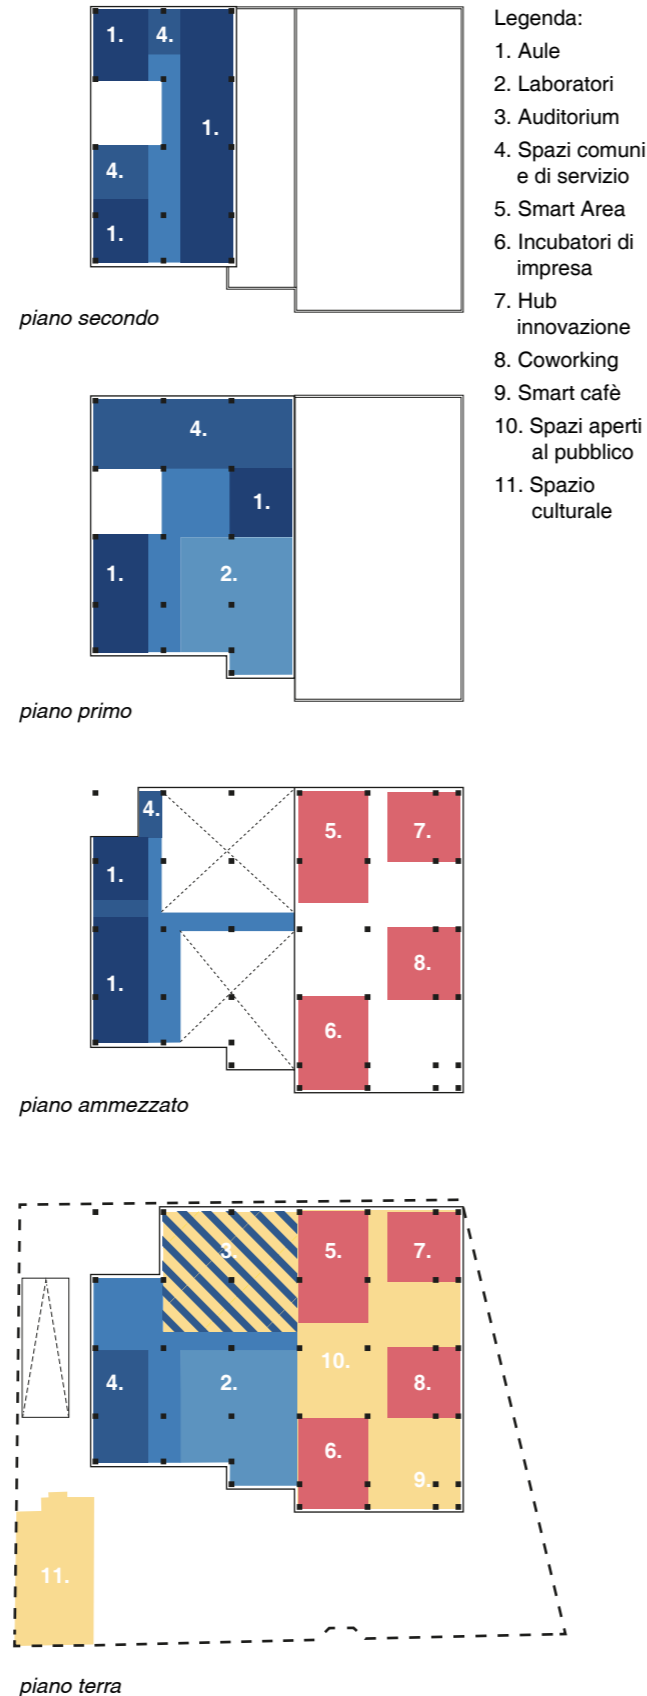 Legenda:
1. Aule
2. Laboratori
3. Auditorium
4. Spazi comuni
e di servizio
5. Smart Area
6. Incubatori di
impresa
7. Hub
innovazione
8. Coworking
9. Smart cafè
10. Spazi aperti
al pubblico
11. Spazio
culturale
1. 4.
1.
4.
1.
piano secondo
4.
1.
1. 2.
piano primo
4. 5. 7.
1.
8.
1.
6.
piano ammezzato
3. 5. 7.
10.
4. 2. 8.
6.
9.
11.
piano terra